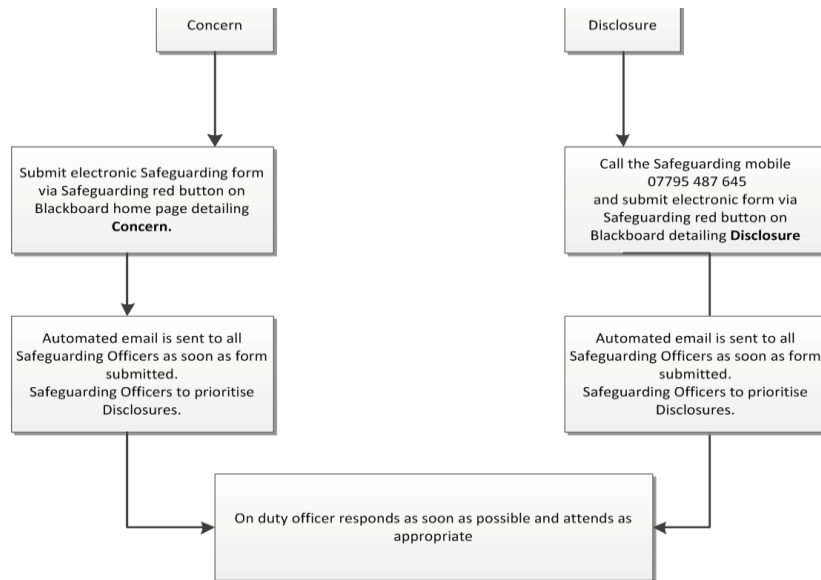 Concern
Disclosure
Submit electronic Safeguarding form
via Safeguarding red button on
Blackboard home page detailing
Concern.
Call the Safeguarding mobile
07795 487 645
and submit electronic form via
Safeguarding red button on
Blackboard detailing Disclosure
Automated email is sent to all
Safeguarding Officers as soon as form
submitted.
Safeguarding Officers to prioritise
Disclosures.
Automated email is sent to all
Safeguarding Officers as soon as form
submitted.
Safeguarding Officers to prioritise
Disclosures.
On duty officer responds as soon as possible and attends as
appropriate